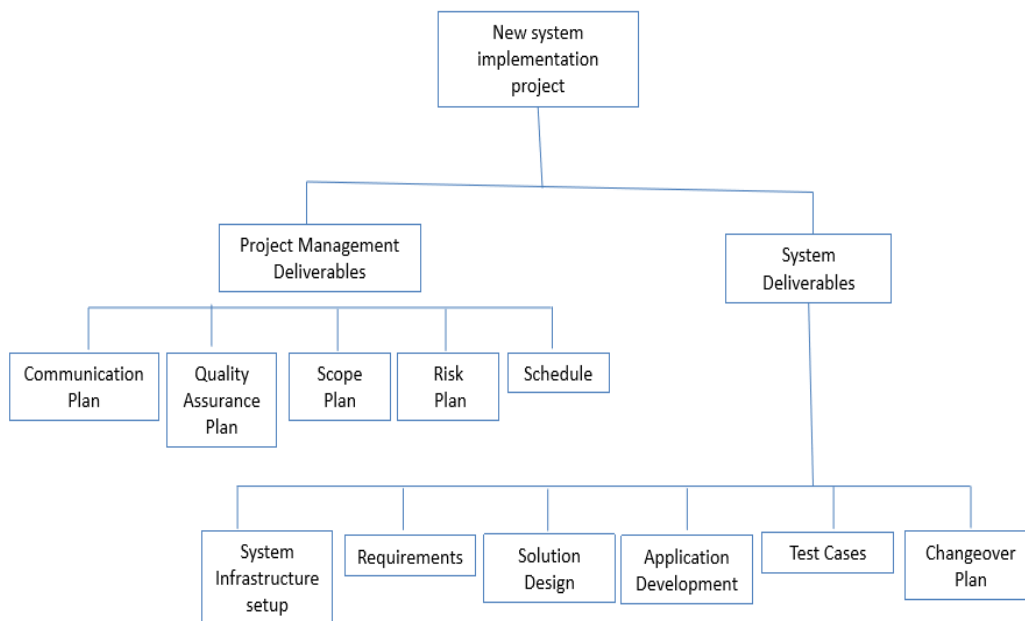 New system
implementation
project
Project Management
Deliverables
System
Deliverables
Communication
Plan
Quality
Assurance
Plan
Scope
Plan
Risk
Plan
Schedule
System
Infrastructure
setup
Requirements
Solution
Design
Application
Development
Test Cases
Changeover
Plan